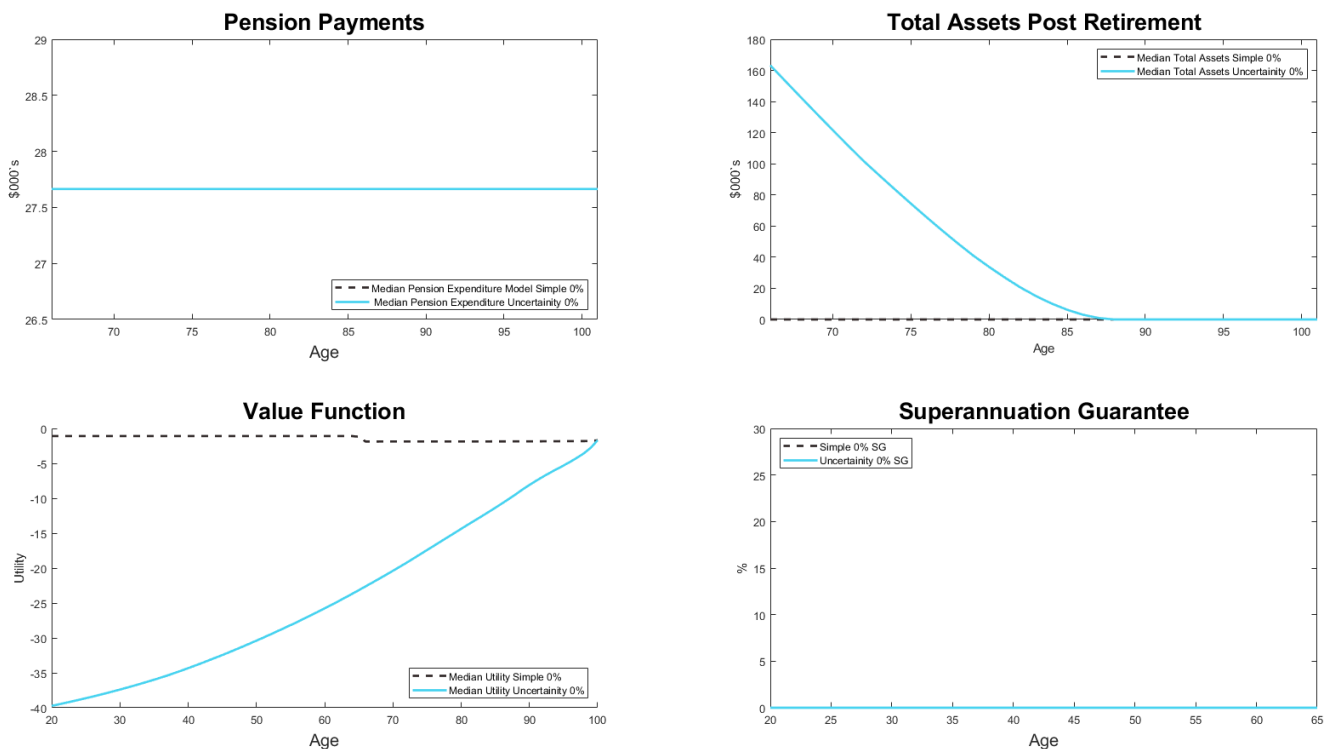 Pension Payments
29
28.5
28
27.5
27
26.5
$000`s
70 75 80 85 90 95 100
Age
Median Pension Expenditure Model Simple 0%
Median Pension Expenditure Uncertainity 0%
Total Assets Post Retirement
180
160
140
120
100
80
60
40
20
0
$000`s
70 75 80 85 90 95 100
Age
Median Total Assets Simple 0%
Median Total Assets Uncertainity 0%
Value Function
0
-5
-10
-15
-20
-25
-30
-35
-40
Utility
20 30 40 50 60 70 80 90 100
Age
Median Utility Simple 0%
Median Utility Uncertainity 0%
Superannuation Guarantee
30
25
20
15
10
5
0
%
20 25 30 35 40 45 50 55 60 65
Age
Simple 0% SG
Uncertainity 0% SG